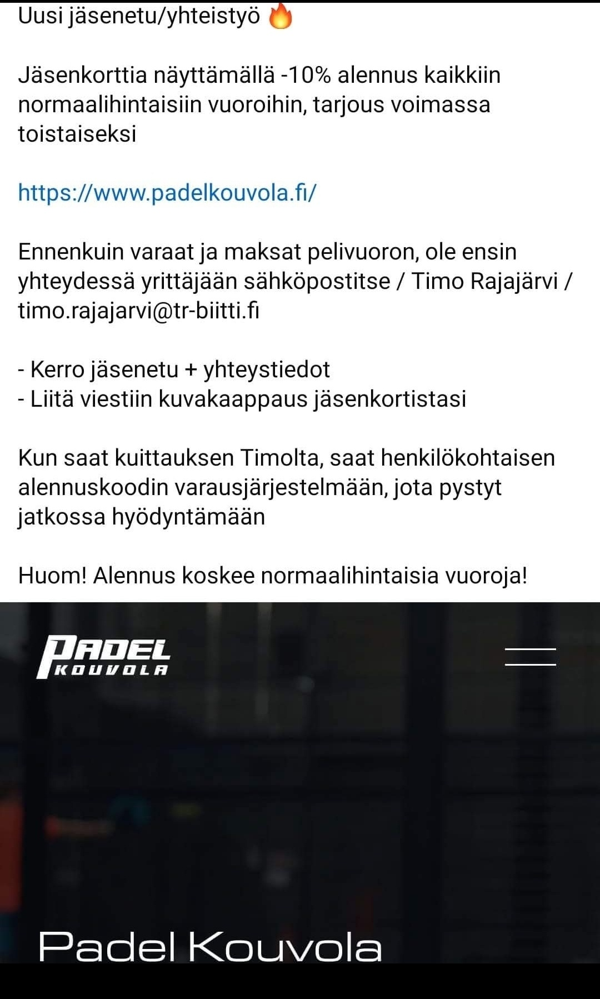 Uusi jäsenetu/yhteistyö 🔥
Jäsenkorttia näyttämällä -10% alennus kaikkiin
normaalihintaisiin vuoroihin, tarjous voimassa
toistaiseksi
https://www.padelkouvola.fi/
Ennenkuin varaat ja maksat pelivuoron, ole ensin
yhteydessä yrittäjään sähköpostitse / Timo Rajajärvi /
timo.rajajarvi@tr-biitti.fi
- Kerro jäsenetu + yhteystiedot
- Liitä viestiin kuvakaappaus jäsenkortistasi
Kun saat kuittauksen Timolta, saat henkilökohtaisen
alennuskoodin varausjärjestelmään, jota pystyt
jatkossa hyödyntämään
Huom! Alennus koskee normaalihintaisia vuoroja!
PADEL
KOUVOLA
Padel Kouvola